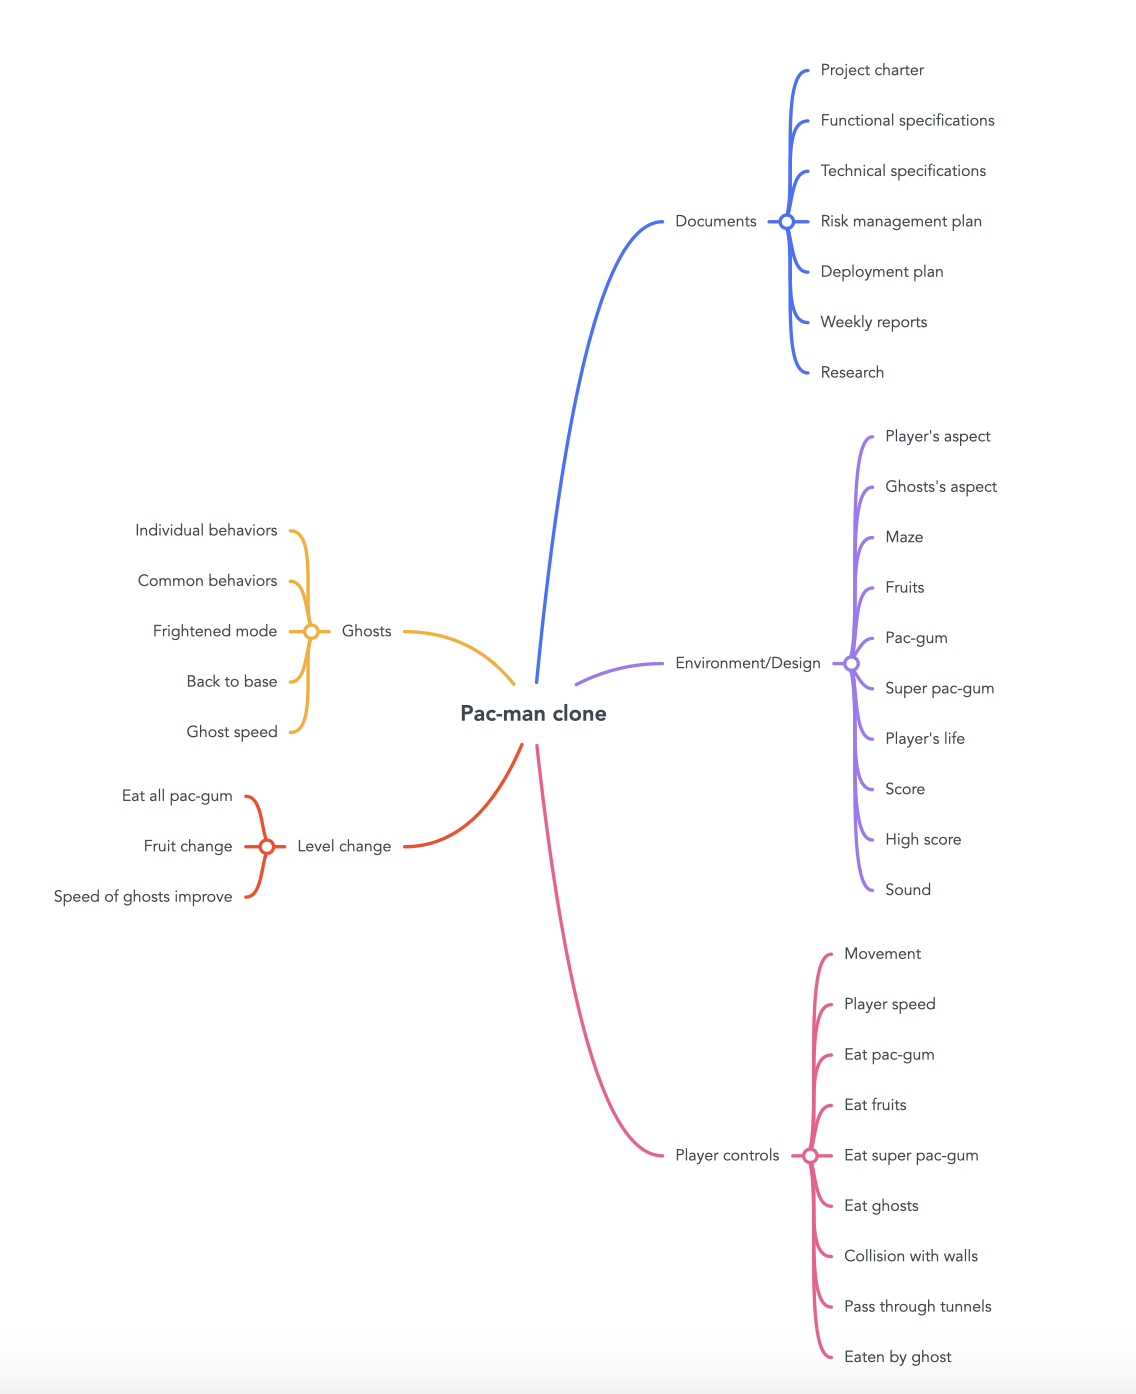 Pac-man clone
Documents
Project charter
Functional specifications
Technical specifications
Risk management plan
Deployment plan
Weekly reports
Research
Environment/Design
Player's aspect
Ghosts's aspect
Maze
Fruits
Pac-gum
Super pac-gum
Player's life
Score
High score
Sound
Player controls
Movement
Player speed
Eat pac-gum
Eat fruits
Eat super pac-gum
Eat ghosts
Collision with walls
Pass through tunnels
Eaten by ghost
Ghosts
Individual behaviors
Common behaviors
Frightened mode
Back to base
Ghost speed
Level change
Eat all pac-gum
Fruit change
Speed of ghosts improve